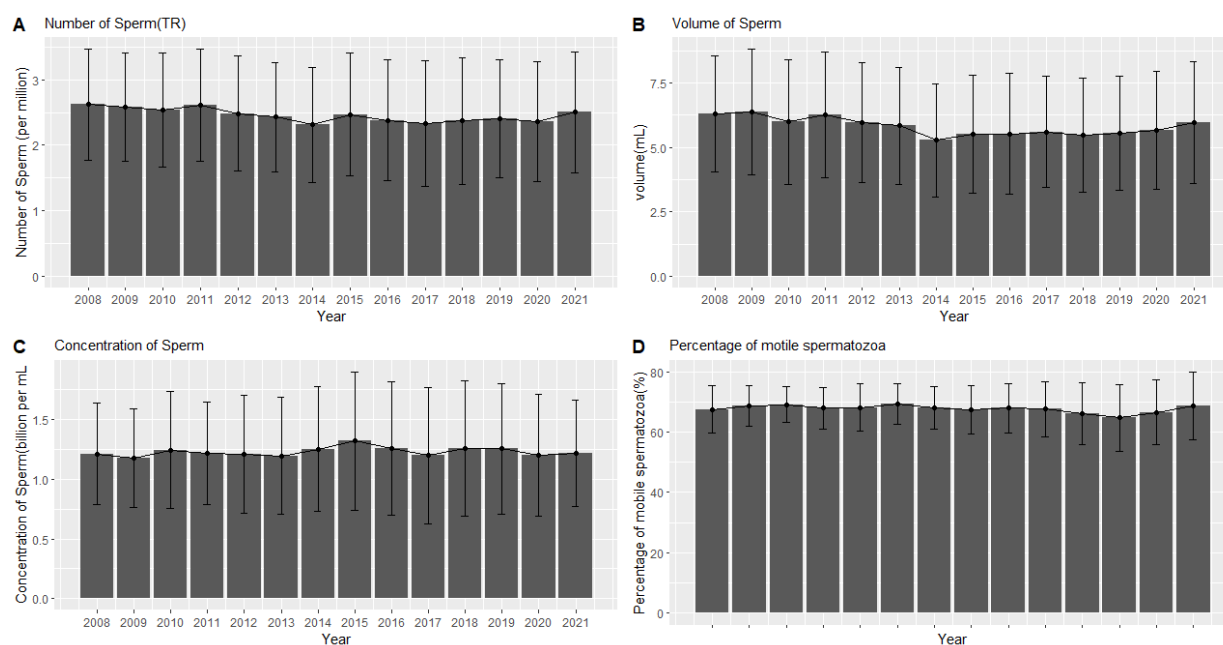 A Number of Sperm(TR)
Number of Sperm (per million)
3
2
1
0
2008 2009 2010 2011 2012 2013 2014 2015 2016 2017 2018 2019 2020 2021
Year
B Volume of Sperm
volume(mL)
7.5
5.0
2.5
0.0
2008 2009 2010 2011 2012 2013 2014 2015 2016 2017 2018 2019 2020 2021
Year
C Concentration of Sperm
Concentration of Sperm(billion per mL
1.5
1.0
0.5
0.0
2008 2009 2010 2011 2012 2013 2014 2015 2016 2017 2018 2019 2020 2021
Year
D Percentage of motile spermatozoa
Percentage of mobile spermatozoa(%)
80
60
40
20
0
Year